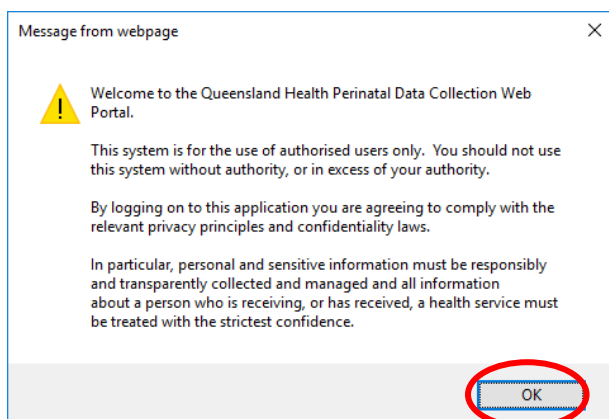 Message from webpage
Welcome to the Queensland Health Perinatal Data Collection Web
Portal.
This system is for the use of authorised users only.  You should not use
this system without authority, or in excess of your authority.
By logging on to this application you are agreeing to comply with the
relevant privacy principles and confidentiality laws.
In particular, personal and sensitive information must be responsibly
and transparently collected and managed and all information
about a person who is receiving, or has received, a health service must
be treated with the strictest confidence.
OK